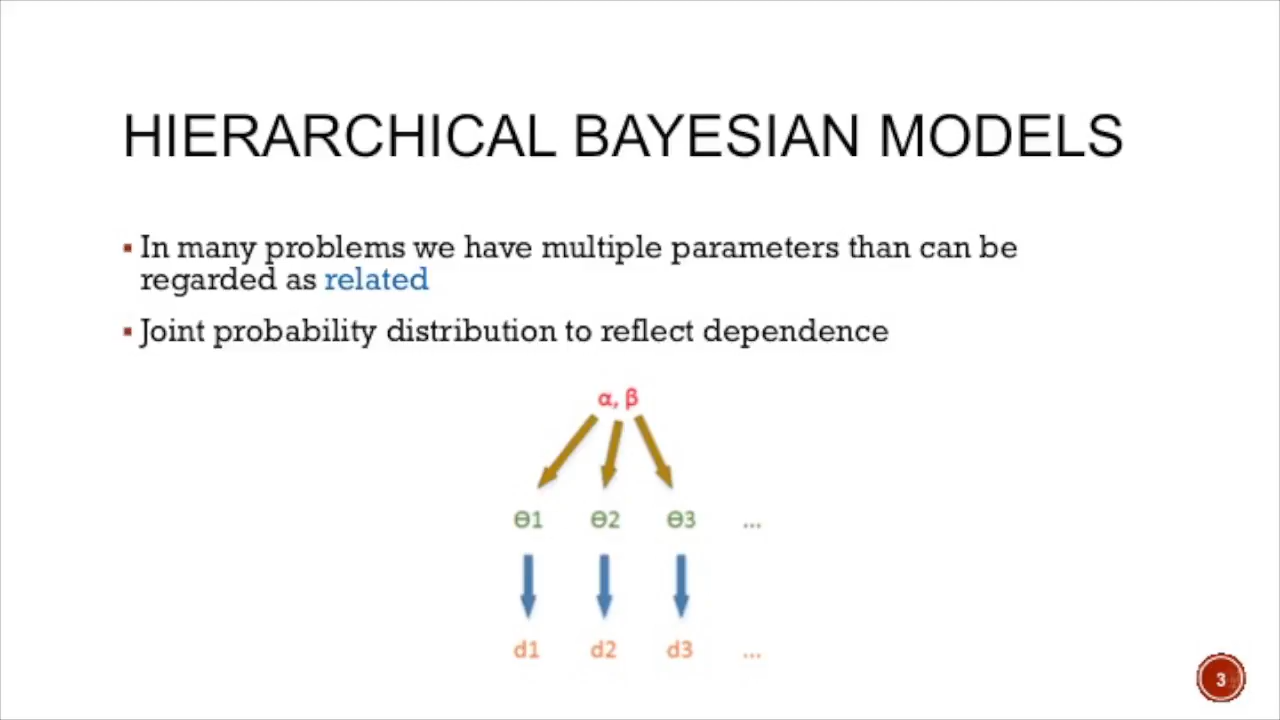 HIERARCHICAL BAYESIAN MODELS
▪ In many problems we have multiple parameters than can be
regarded as related
▪ Joint probability distribution to reflect dependence
α, β
θ1 θ2 θ3 ...
d1 d2 d3 ...
3